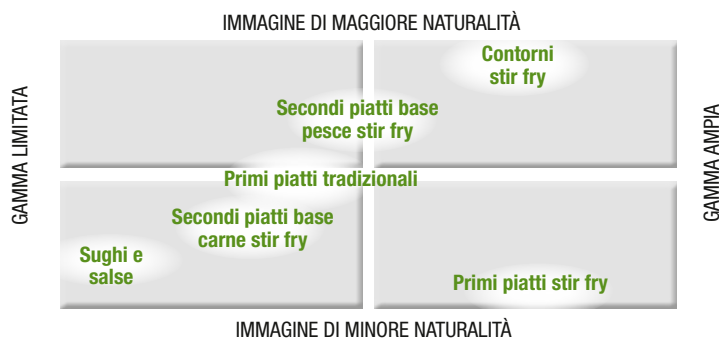 IMMAGINE DI MAGGIORE NATURALITÀ
GAMMA LIMITATA
Contorni
stir fry
Secondi piatti base
pesce stir fry
GAMMA AMPIA
Primi piatti tradizionali
Secondi piatti base
carne stir fry
Sughi e
salse
Primi piatti stir fry
IMMAGINE DI MINORE NATURALITÀ